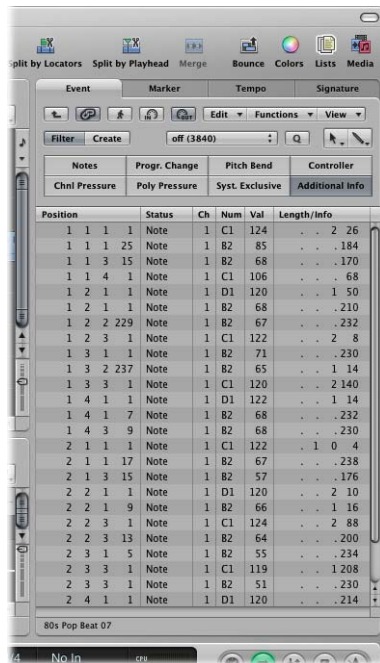 Split by Locators Split by Playhead Merge Bounce Colors Lists Media
Event Marker Tempo Signature
Edit Functions View
Filter Create off (3840) Q
Notes Progr. Change Pitch Bend Controller
Chnl Pressure Poly Pressure Syst. Exclusive Additional Info
Position Status Ch Num Val Length/Info
1 1 1 1 Note 1 C1 124 . . 2 26
1 1 1 25 Note 1 B2 85 . . . 184
1 1 3 15 Note 1 B2 68 . . . 170
1 1 4 1 Note 1 C1 106 . . . 68
1 2 1 1 Note 1 D1 120 . . 1 50
1 2 1 1 Note 1 B2 68 . . . 210
1 2 2 229 Note 1 B2 67 . . . 232
1 2 3 1 Note 1 C1 122 . . 2 8
1 3 1 1 Note 1 B2 71 . . . 230
1 3 2 237 Note 1 B2 65 . . 1 14
1 3 3 1 Note 1 C1 120 . . 2 140
1 4 1 1 Note 1 D1 122 . . 1 14
1 4 1 7 Note 1 B2 68 . . . 232
1 4 3 9 Note 1 B2 68 . . . 230
2 1 1 1 Note 1 C1 122 . 1 0 4
2 1 1 17 Note 1 B2 67 . . . 238
2 1 3 15 Note 1 B2 57 . . . 176
2 2 1 1 Note 1 D1 120 . . 2 10
2 2 1 9 Note 1 B2 66 . . 1 16
2 2 3 1 Note 1 C1 124 . . 2 88
2 2 3 13 Note 1 B2 64 . . . 200
2 3 1 5 Note 1 B2 55 . . . 234
2 3 3 1 Note 1 C1 119 . . 1 208
2 3 3 1 Note 1 B2 51 . . . 230
2 4 1 1 Note 1 D1 120 . . . 214
80s Pop Beat 07
/4 No In CPU